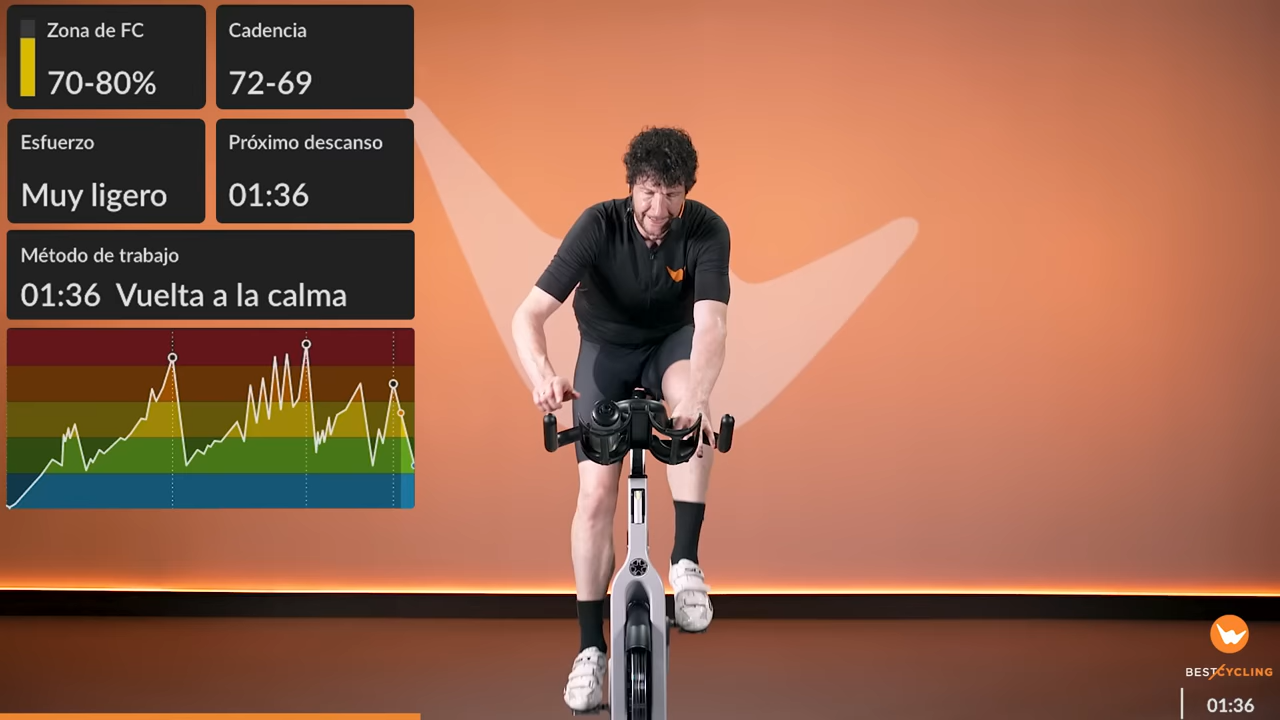 Zona de FC
70-80%
Cadencia
72-69
Esfuerzo
Muy ligero
Próximo descanso
01:36
Método de trabajo
01:36 Vuelta a la calma
BESTCYCLING
01:36